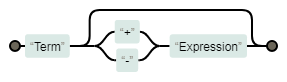 “+”
“Term” “Expression”
“-”